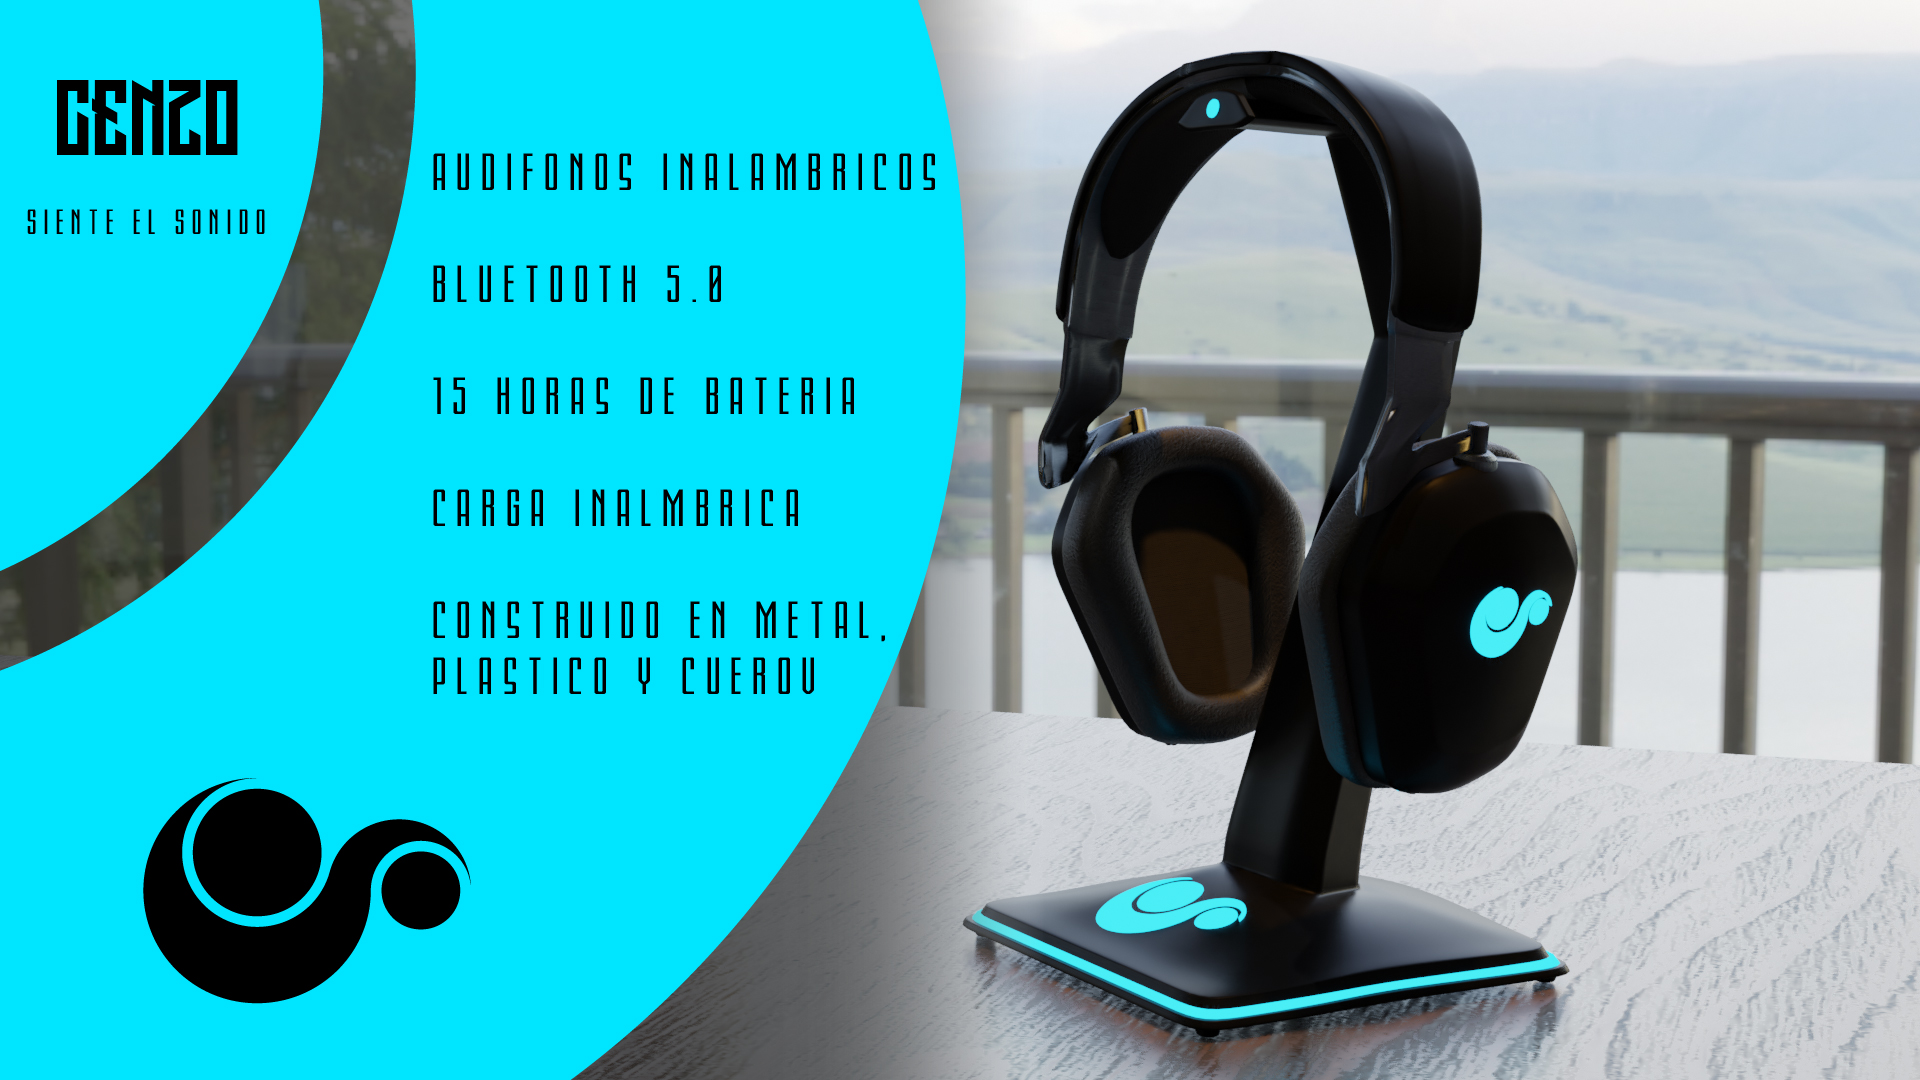 CENZO
SIENTE EL SONIDO
AUDIFONOS INALAMBRICOS
BLUETOOTH 5.0
15 HORAS DE BATERIA
CARGA INALMBRICA
CONSTRUIDO EN METAL,
PLASTICO Y CUEROU